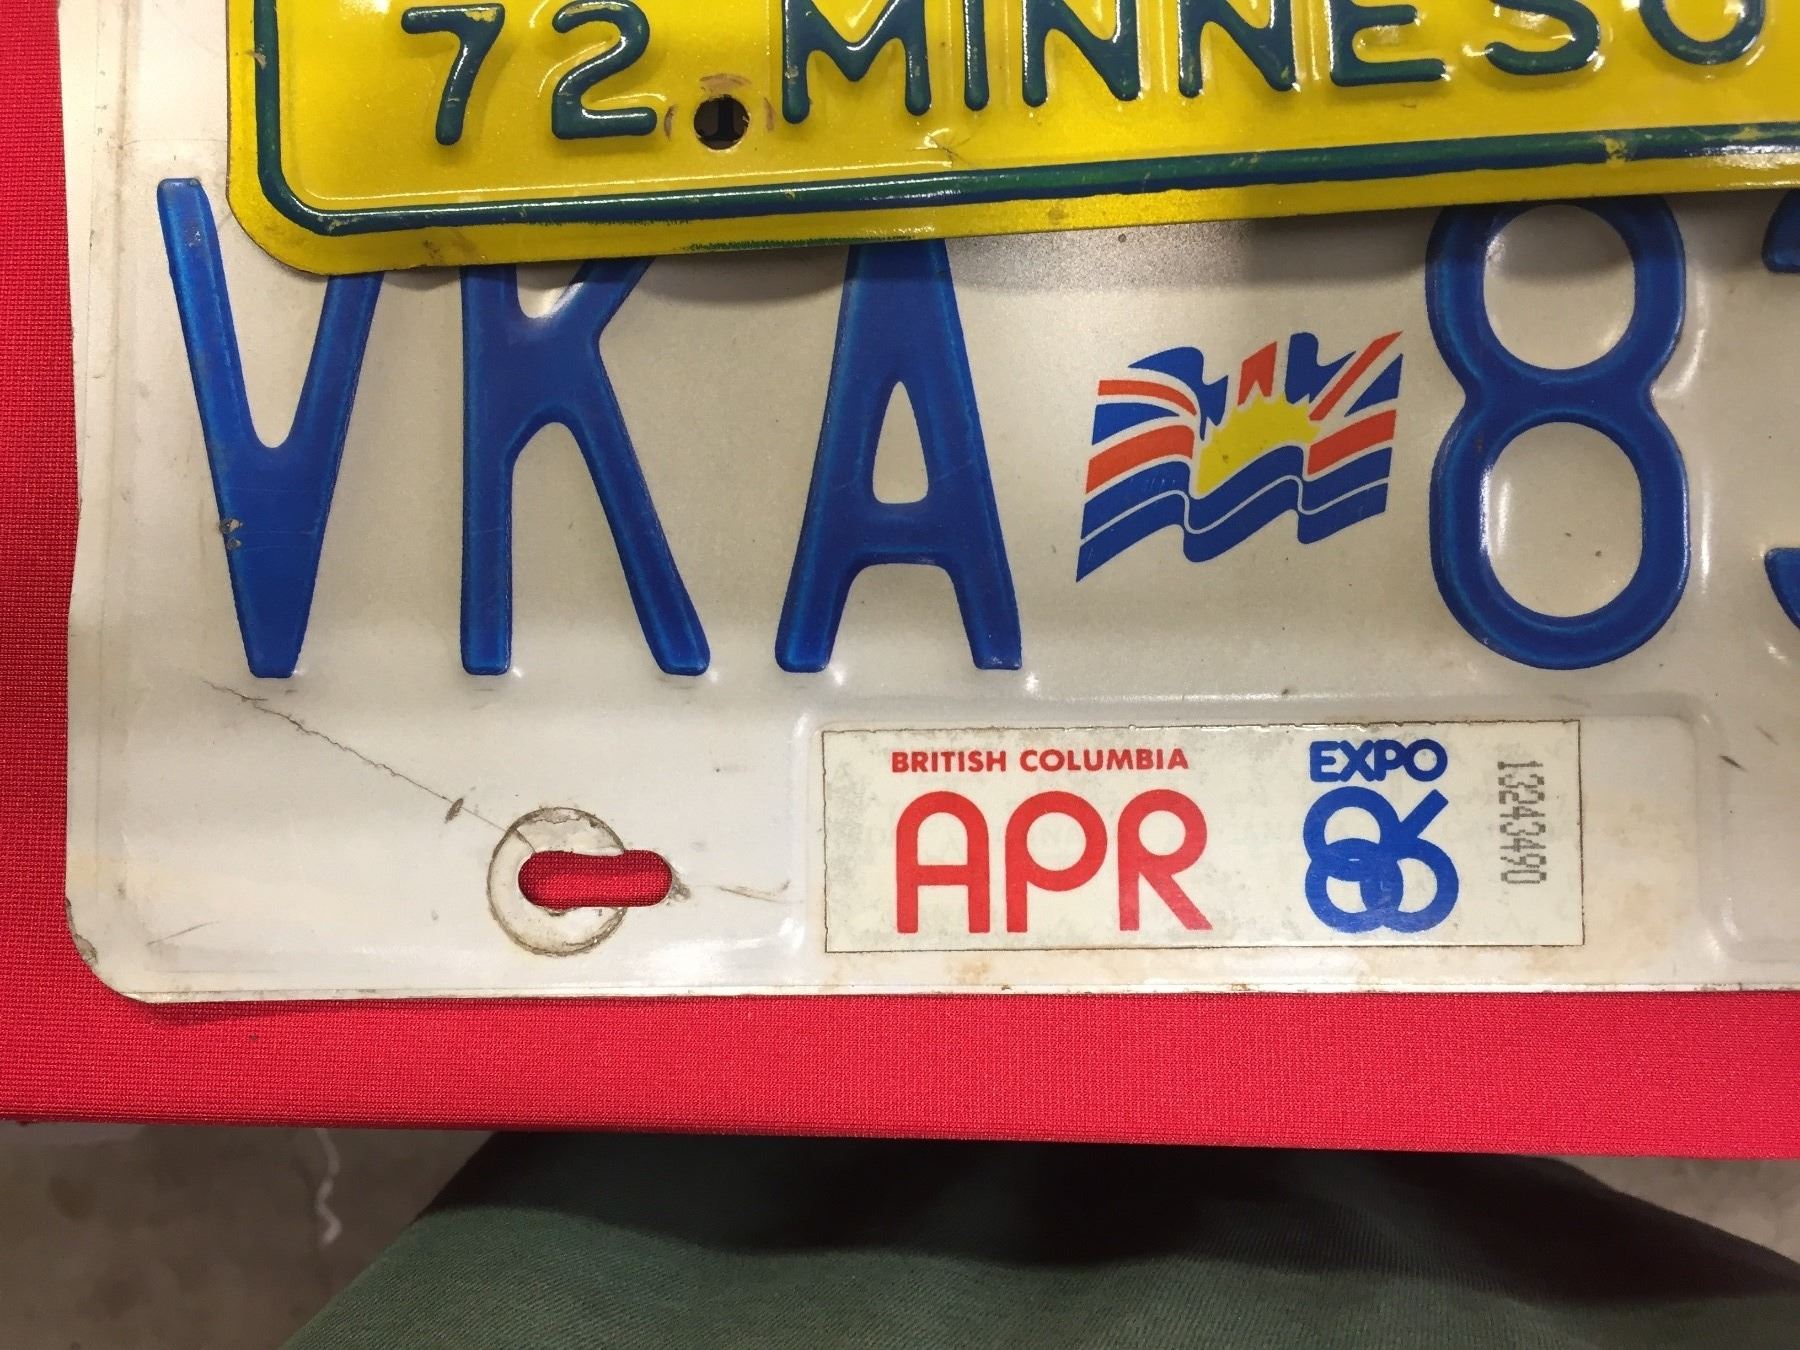 72 MINNESO
VKA 8
BRITISH COLUMBIA
APR
EXPO
86
13243490